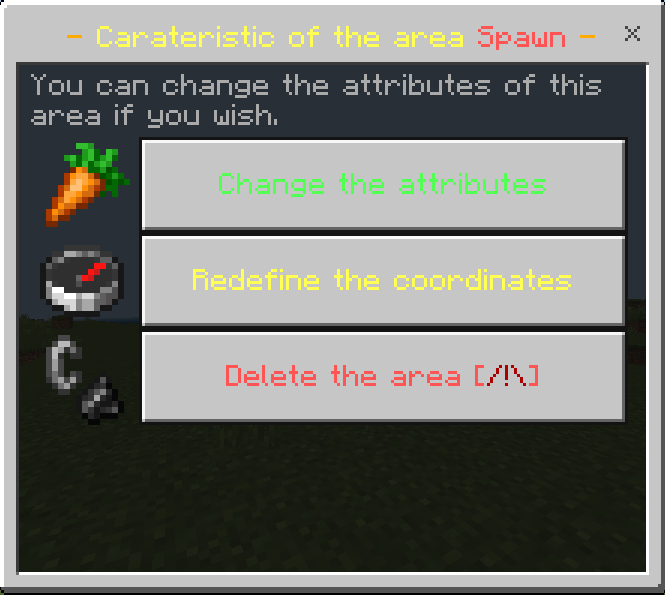 - Carateristic of the area Spawn -
You can change the attributes of this
area if you wish.
Change the attributes
Redefine the coordinates
Delete the area [/!\]